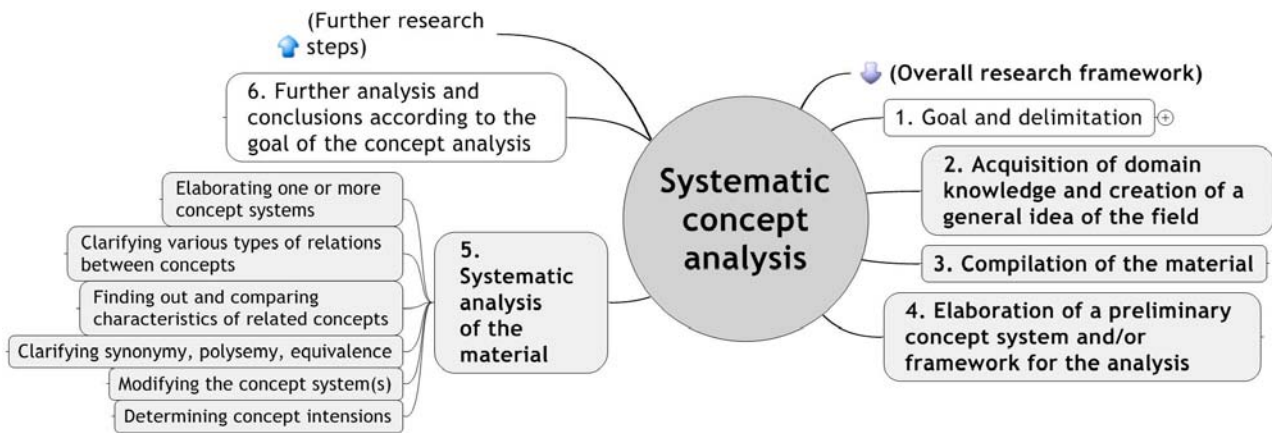 (Further research
steps)
6. Further analysis and
conclusions according to the
goal of the concept analysis
Elaborating one or more
concept systems
Clarifying various types of relations
between concepts
Finding out and comparing
characteristics of related concepts
Clarifying synonymy, polysemy, equivalence
Modifying the concept system(s)
Determining concept intensions
5.
Systematic
analysis
of the
material
Systematic
concept
analysis
(Overall research framework)
1. Goal and delimitation
2. Acquisition of domain
knowledge and creation of a
general idea of the field
3. Compilation of the material
4. Elaboration of a preliminary
concept system and/or
framework for the analysis